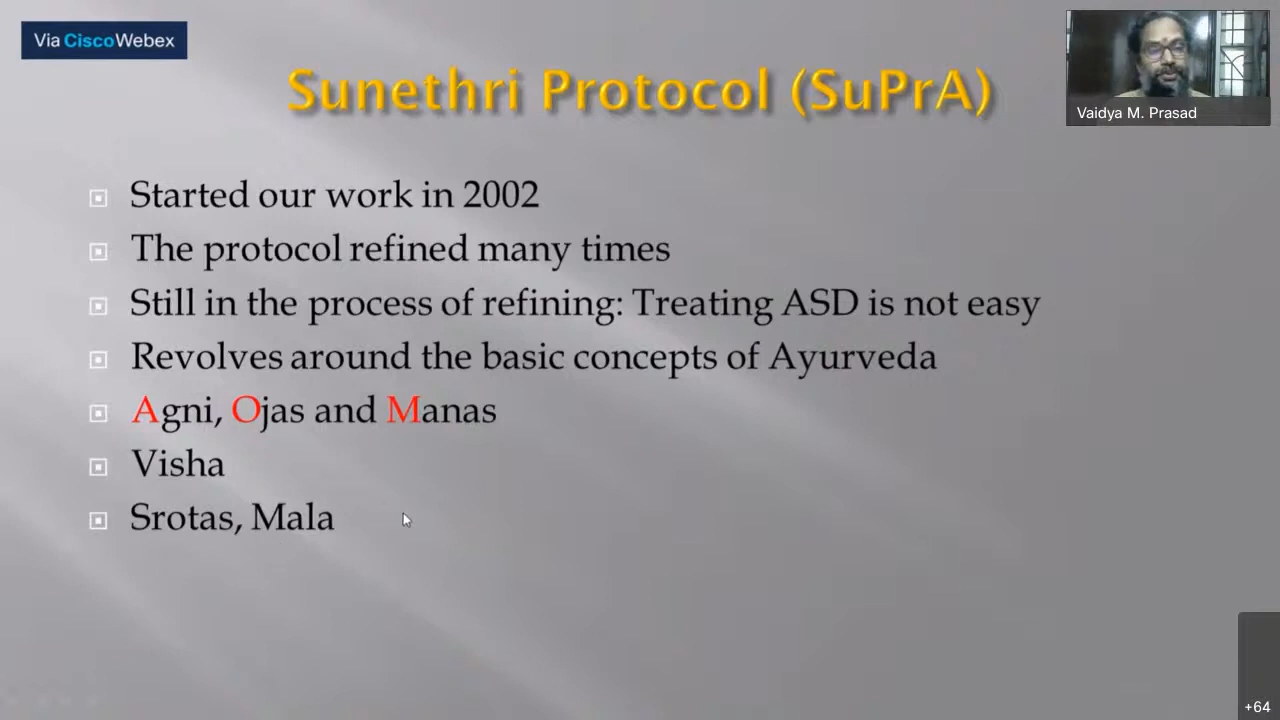 Via Cisco Webex
Sunethri Protocol (SuPrA)
Vaidya M. Prasad
Started our work in 2002
The protocol refined many times
Still in the process of refining: Treating ASD is not easy
Revolves around the basic concepts of Ayurveda
Agni, Ojas and Manas
Visha
Srotas, Mala
+64